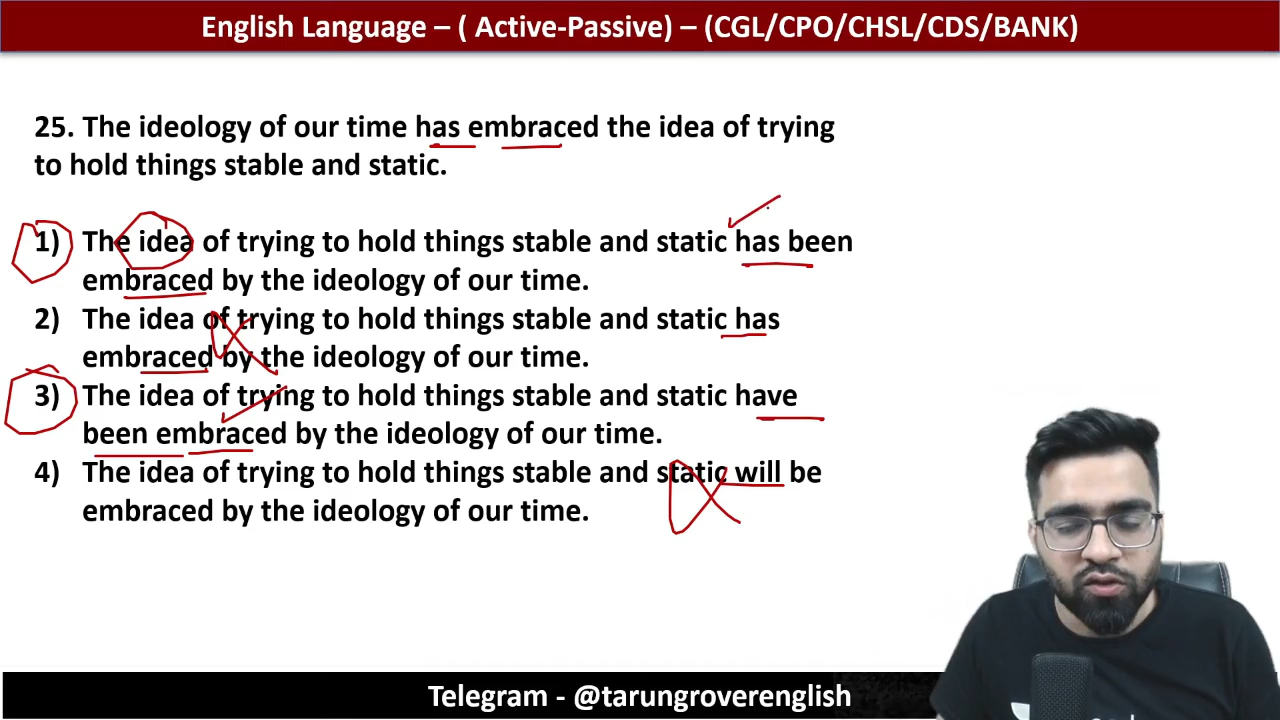 English Language – ( Active-Passive) – (CGL/CPO/CHSL/CDS/BANK)
25. The ideology of our time has embraced the idea of trying
to hold things stable and static.
1) The idea of trying to hold things stable and static has been
embraced by the ideology of our time.
2) The idea of trying to hold things stable and static has
embraced by the ideology of our time.
3) The idea of trying to hold things stable and static have
been embraced by the ideology of our time.
4) The idea of trying to hold things stable and static will be
embraced by the ideology of our time.
Telegram - @tarungroverenglish